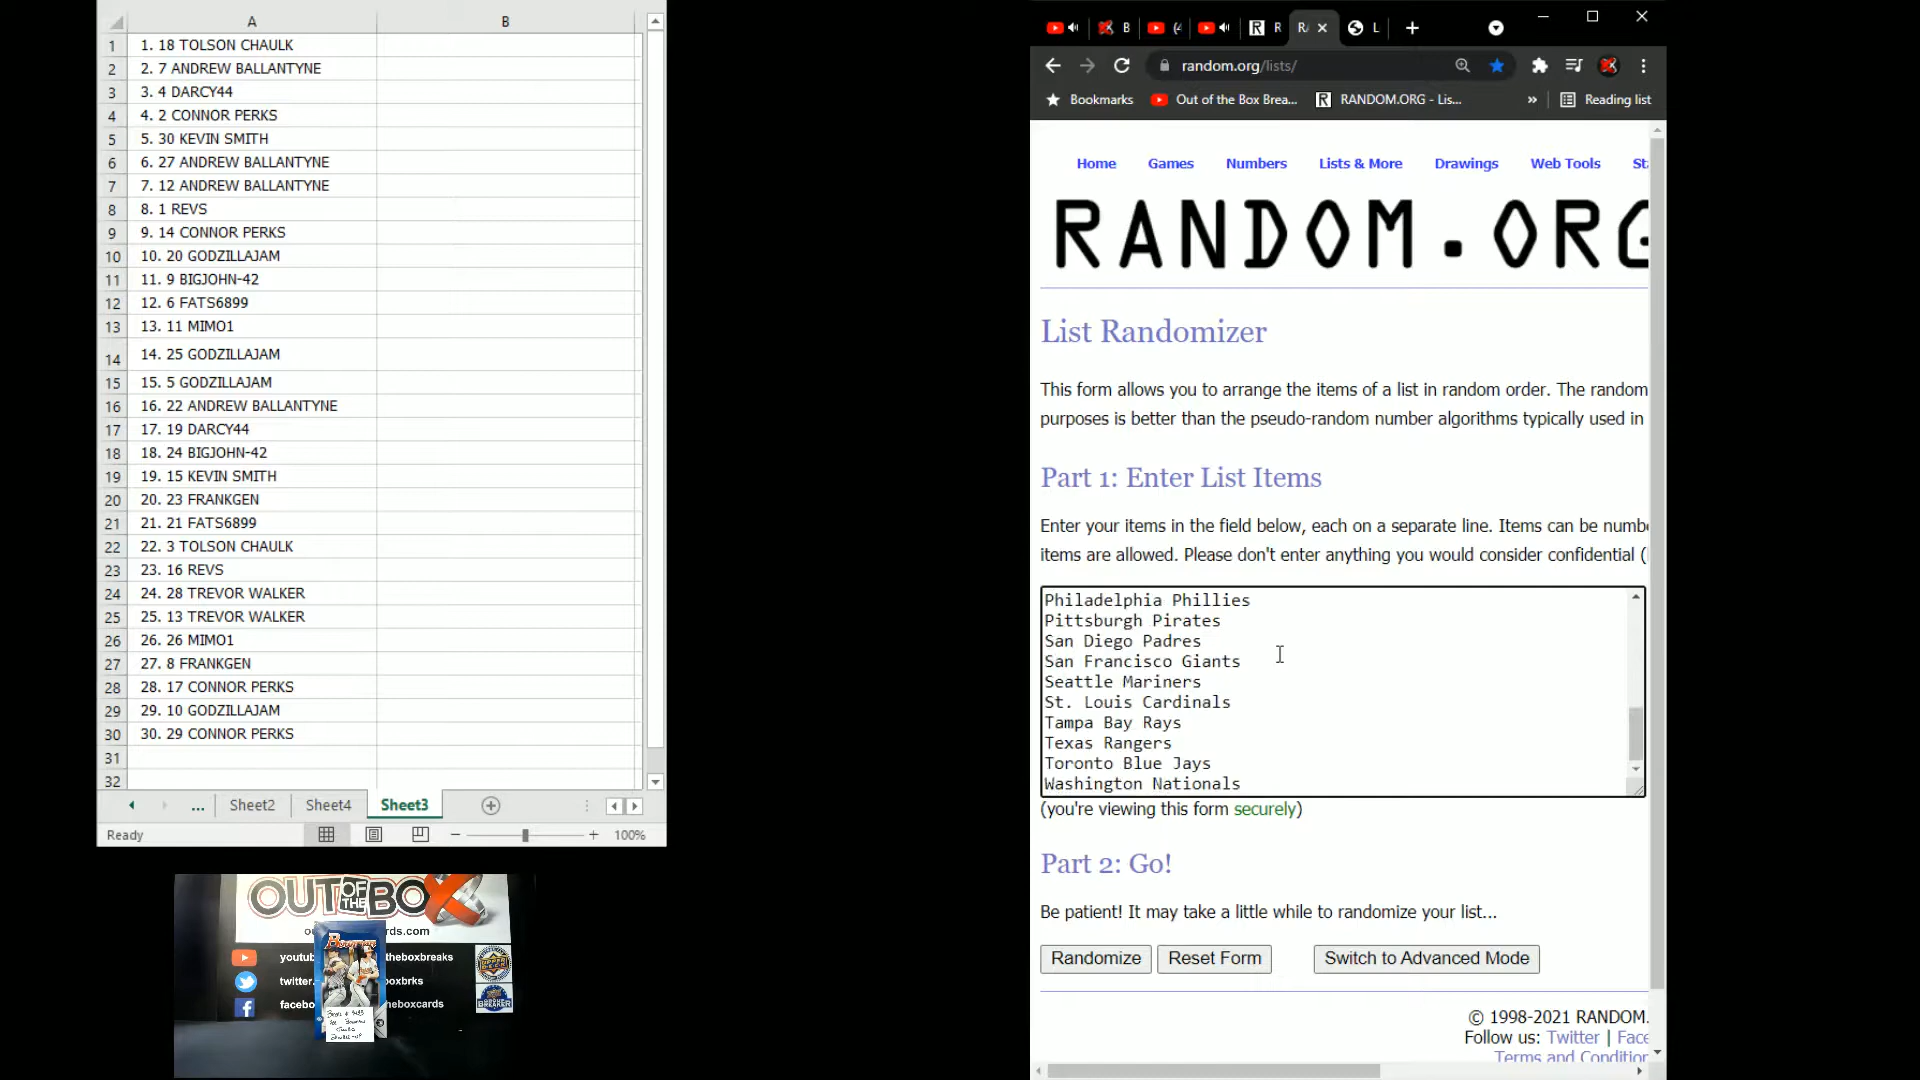 A
B
1 1. 18 TOLSON CHAULK
2 2. 7 ANDREW BALLANTYNE
3 3. 4 DARCY44
4 4. 2 CONNOR PERKS
5 5. 30 KEVIN SMITH
6 6. 27 ANDREW BALLANTYNE
7 7. 12 ANDREW BALLANTYNE
8 8. 1 REVS
9 9. 14 CONNOR PERKS
10 10. 20 GODZILLAJAM
11 11. 9 BIGJOHN-42
12 12. 6 FATS6899
13 13. 11 MIMO1
14 14. 25 GODZILLAJAM
15 15. 5 GODZILLAJAM
16 16. 22 ANDREW BALLANTYNE
17 17. 19 DARCY44
18 18. 24 BIGJOHN-42
19 19. 15 KEVIN SMITH
20 20. 23 FRANKGEN
21 21. 21 FATS6899
22 22. 3 TOLSON CHAULK
23 23. 16 REVS
24 24. 28 TREVOR WALKER
25 25. 13 TREVOR WALKER
26 26. 26 MIMO1
27 27. 8 FRANKGEN
28 28. 17 CONNOR PERKS
29 29. 10 GODZILLAJAM
30 30. 29 CONNOR PERKS
31
32
... Sheet2 Sheet4 Sheet3
Ready 100%
OUT OF THE BOX
rds.com
youtub theboxbreaks
twitter. oxbrks
facebo heboxcards
Bowman
B R L
random.org/lists/
Bookmarks Out of the Box Brea... RANDOM.ORG - Lis... » Reading list
Home Games Numbers Lists & More Drawings Web Tools St
RANDOM.ORG
List Randomizer
This form allows you to arrange the items of a list in random order. The random
purposes is better than the pseudo-random number algorithms typically used in
Part 1: Enter List Items
Enter your items in the field below, each on a separate line. Items can be numb
items are allowed. Please don't enter anything you would consider confidential (
Philadelphia Phillies
Pittsburgh Pirates
San Diego Padres
San Francisco Giants
Seattle Mariners
St. Louis Cardinals
Tampa Bay Rays
Texas Rangers
Toronto Blue Jays
Washington Nationals
(you're viewing this form securely)
Part 2: Go!
Be patient! It may take a little while to randomize your list...
Randomize Reset Form Switch to Advanced Mode
© 1998-2021 RANDOM.
Follow us: Twitter | Face
Terms and Condition